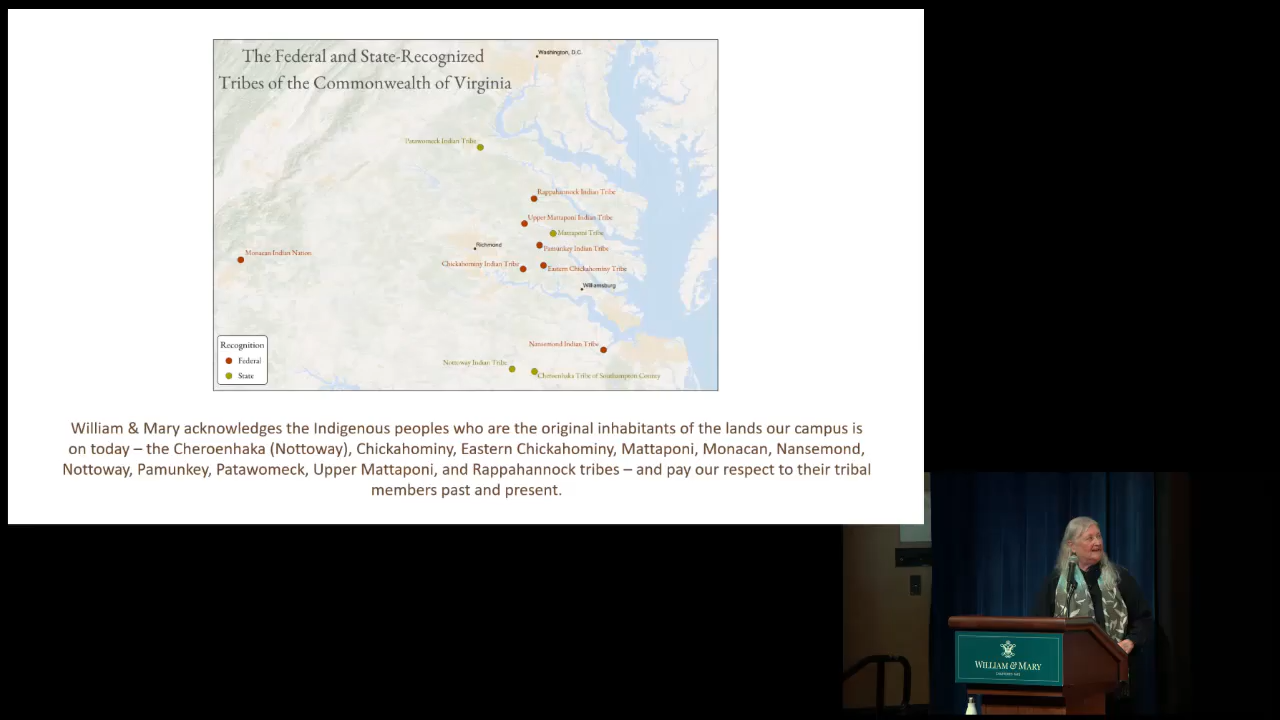 The Federal and State-Recognized
Tribes of the Commonwealth of Virginia
Washington, D.C.
Patawomeck Indian Tribe
Rappahannock Indian Tribe
Upper Mattaponi Indian Tribe
Mattaponi Tribe
Richmond
Pamunkey Indian Tribe
Monacan Indian Nation
Chickahominy Indian Tribe
Eastern Chickahominy Tribe
Williamsburg
Nansemond Indian Tribe
Nottoway Indian Tribe
Cheroenhaka Tribe of Southampton County
Recognition
Federal
State
William & Mary acknowledges the Indigenous peoples who are the original inhabitants of the lands our campus is
on today – the Cheroenhaka (Nottoway), Chickahominy, Eastern Chickahominy, Mattaponi, Monacan, Nansemond,
Nottoway, Pamunkey, Patawomeck, Upper Mattaponi, and Rappahannock tribes – and pay our respect to their tribal
members past and present.
WILLIAM & MARY